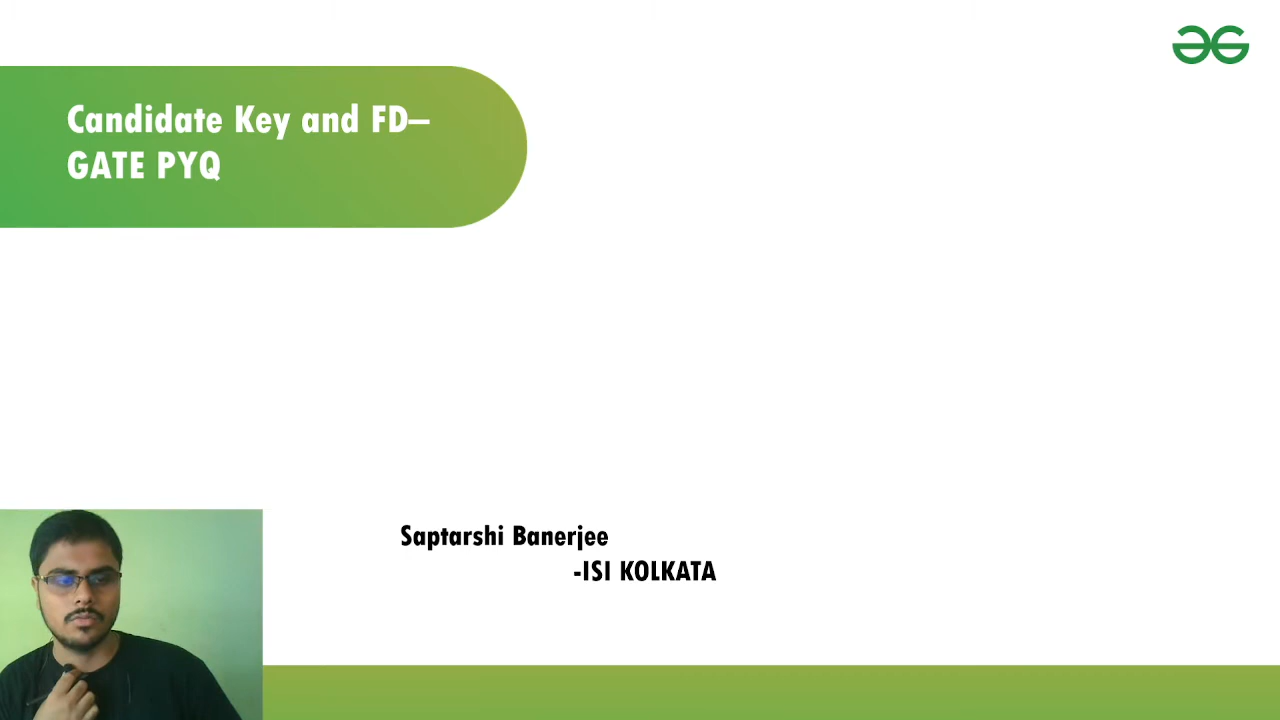 Candidate Key and FD–
GATE PYQ
Saptarshi Banerjee
-ISI KOLKATA